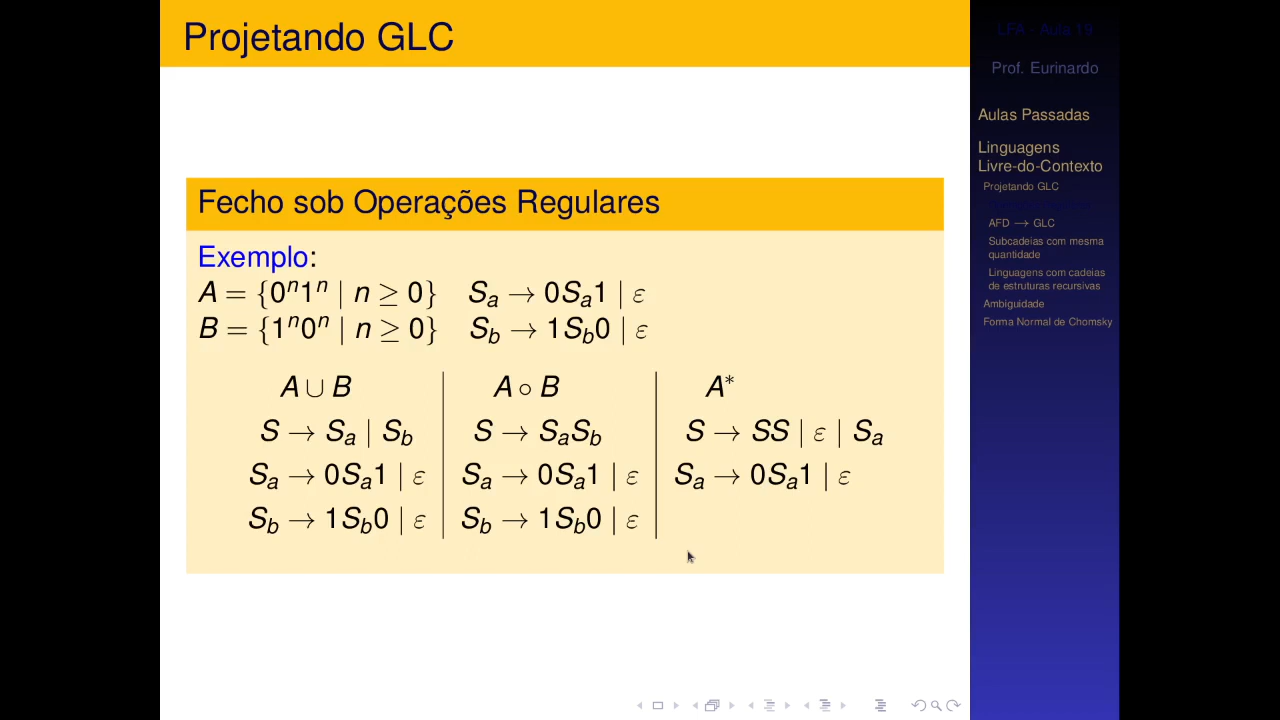 Projetando GLC
Fecho sob Operações Regulares
Exemplo:
A = {0ⁿ1ⁿ | n ≥ 0} Sₐ → 0Sₐ1 | ε
B = {1ⁿ0ⁿ | n ≥ 0} S_b → 1S_b0 | ε
A ∪ B A ∘ B A*
S → Sₐ | S_b S → SₐS_b S → SS | ε | Sₐ
Sₐ → 0Sₐ1 | ε Sₐ → 0Sₐ1 | ε Sₐ → 0Sₐ1 | ε
S_b → 1S_b0 | ε S_b → 1S_b0 | ε
LFA - Aula 19
Prof. Eurinardo
Aulas Passadas
Linguagens
Livre-do-Contexto
Projetando GLC
AFD → GLC
Subcadeias com mesma
quantidade
Linguagens com cadeias
de estruturas recursivas
Ambiguidade
Forma Normal de Chomsky